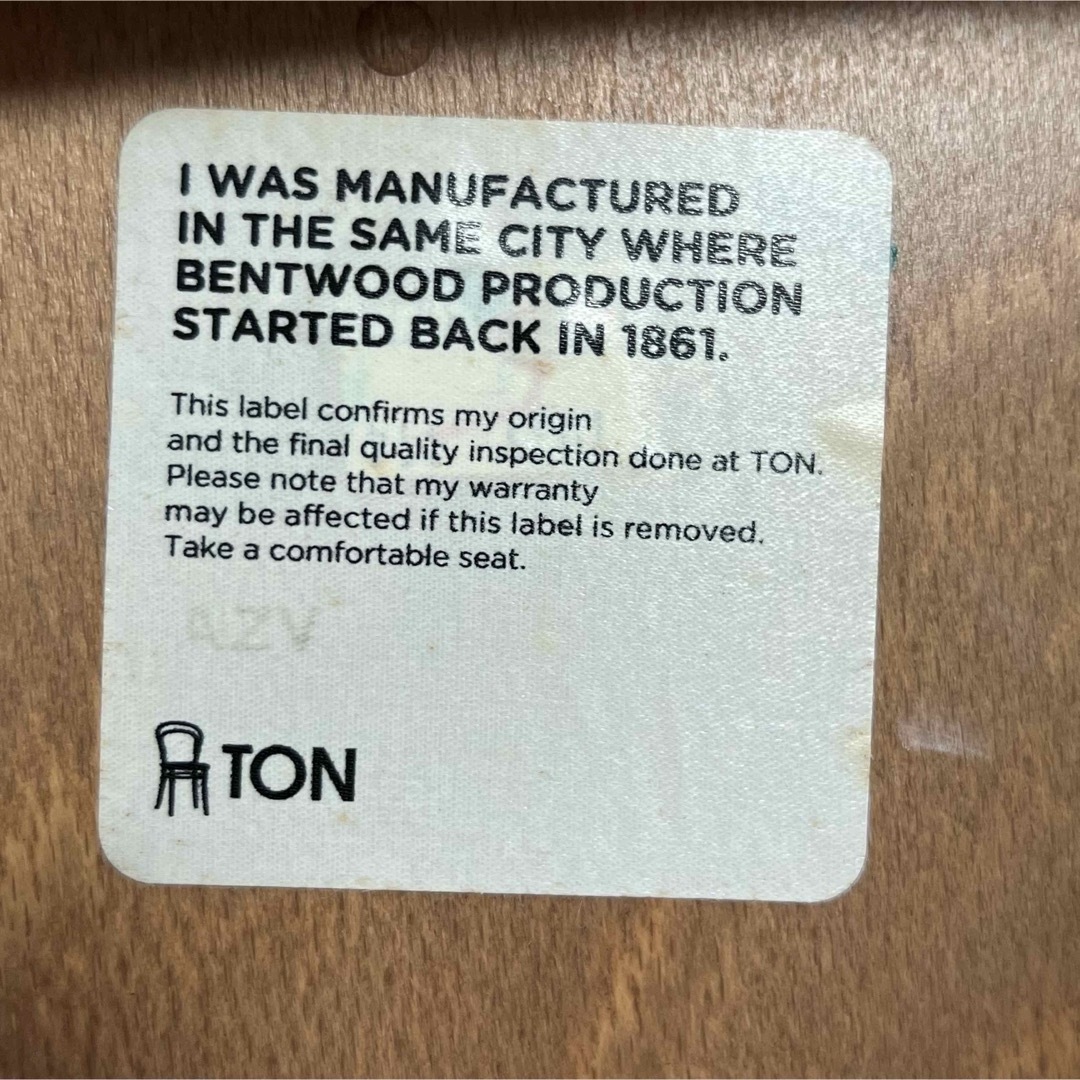 I WAS MANUFACTURED
IN THE SAME CITY WHERE
BENTWOOD PRODUCTION
STARTED BACK IN 1861.
This label confirms my origin
and the final quality inspection done at TON.
Please note that my warranty
may be affected if this label is removed.
Take a comfortable seat.
TON